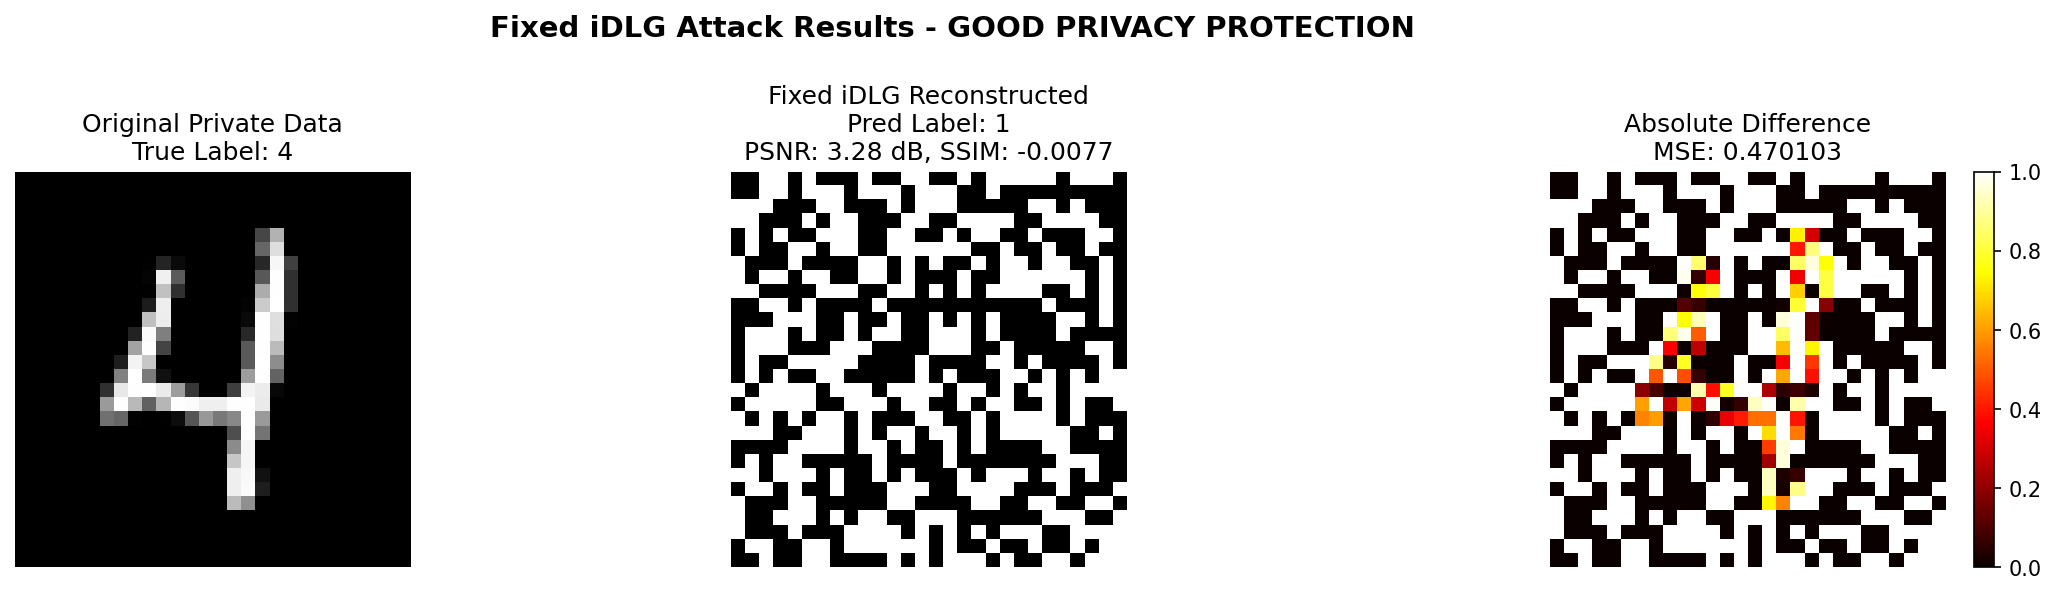 Fixed iDLG Attack Results - GOOD PRIVACY PROTECTION
Original Private Data
True Label: 4
Fixed iDLG Reconstructed
Pred Label: 1
PSNR: 3.28 dB, SSIM: -0.0077
Absolute Difference
MSE: 0.470103
4
1.0
0.8
0.6
0.4
0.2
0.0